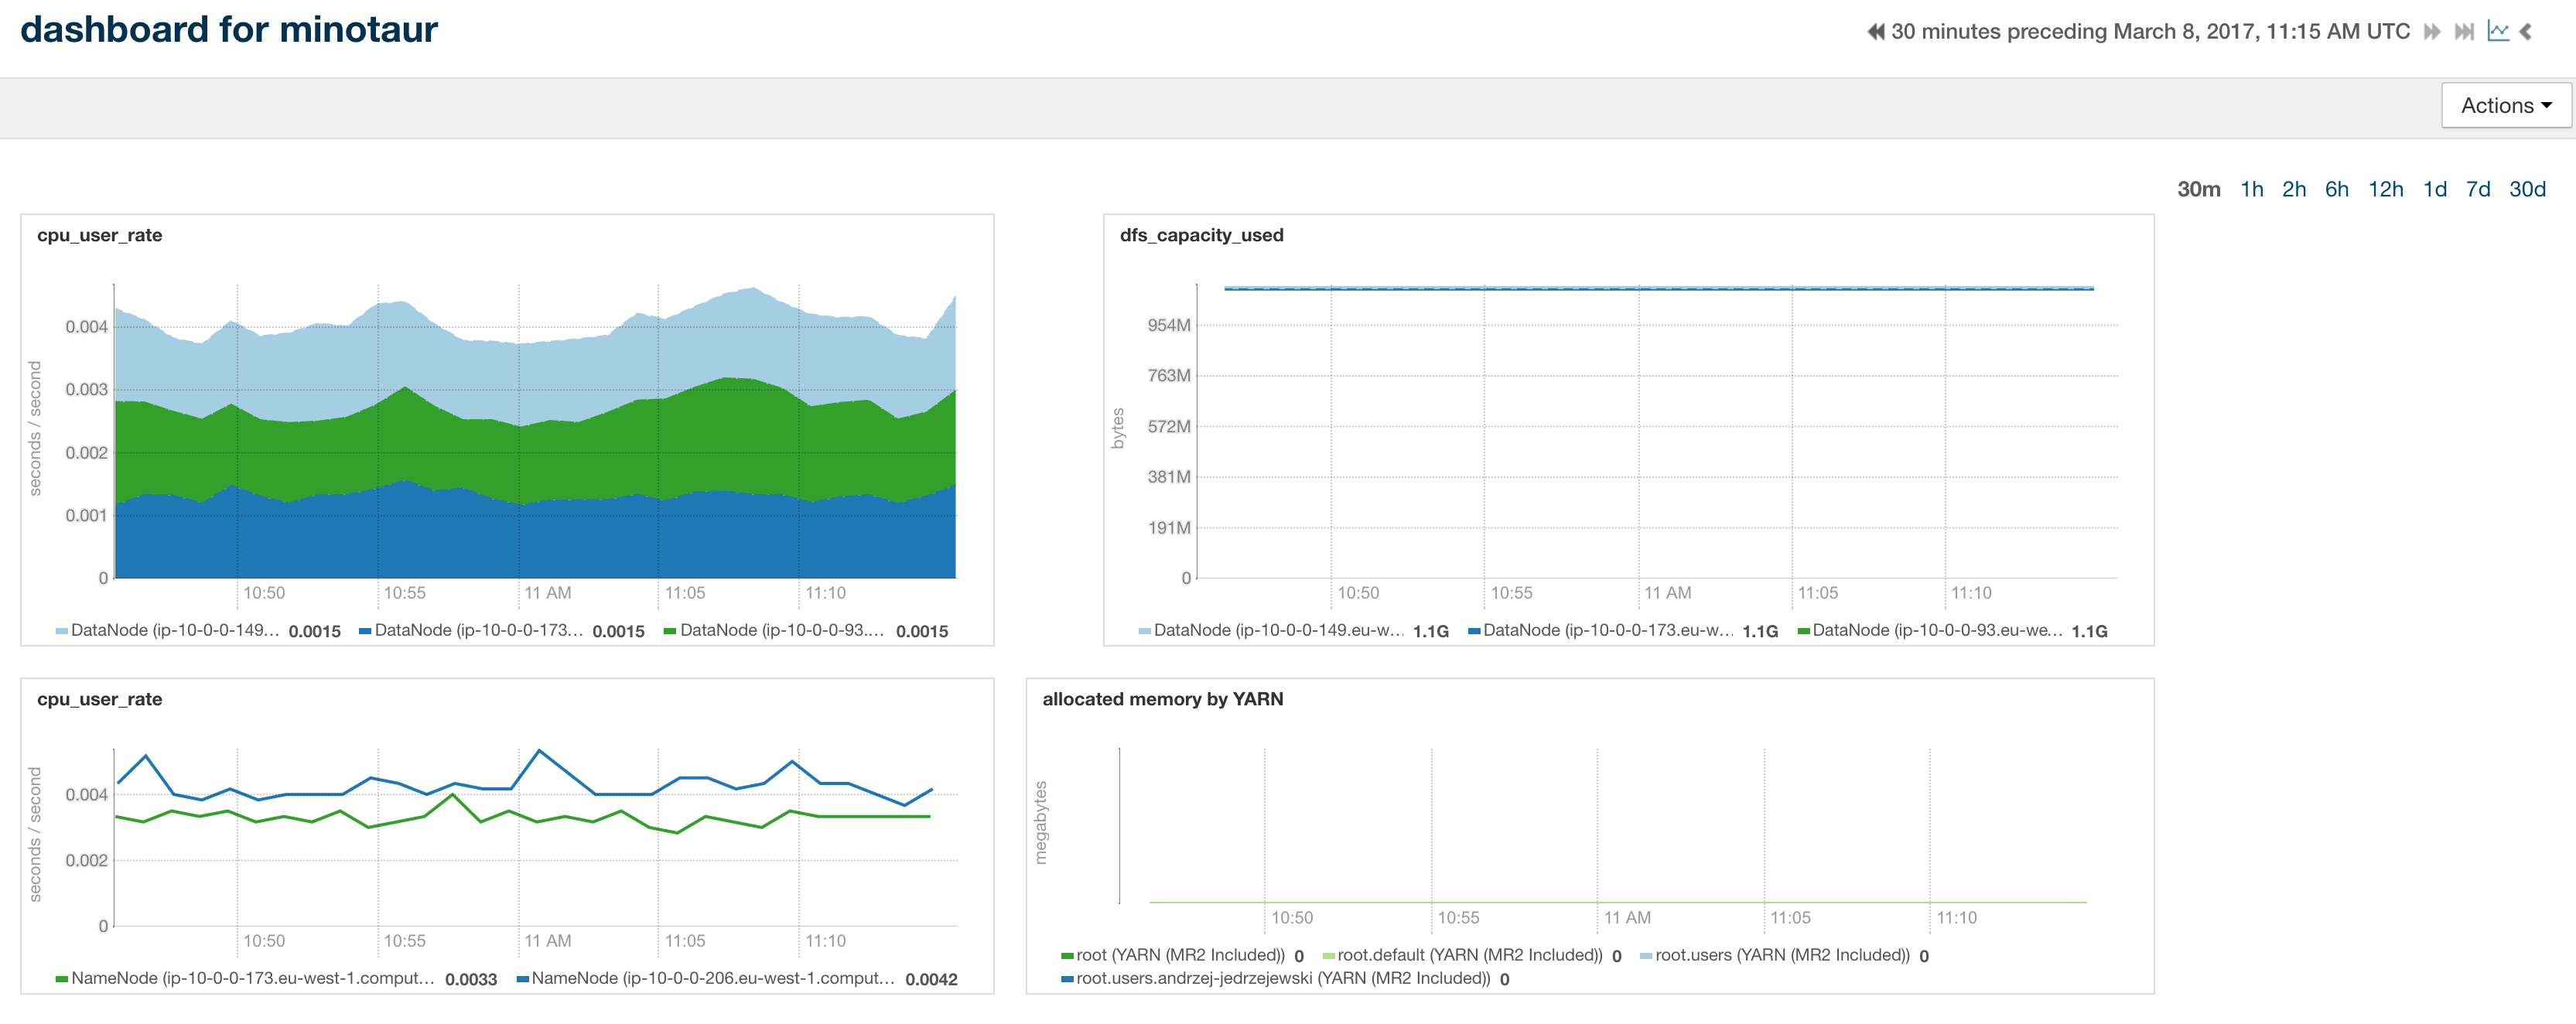 dashboard for minotaur
30 minutes preceding March 8, 2017, 11:15 AM UTC
Actions
30m 1h 2h 6h 12h 1d 7d 30d
cpu_user_rate
seconds / second
0.004
0.003
0.002
0.001
0
10:50 10:55 11 AM 11:05 11:10
DataNode (ip-10-0-0-149... 0.0015 DataNode (ip-10-0-0-173... 0.0015 DataNode (ip-10-0-0-93.... 0.0015
dfs_capacity_used
bytes
954M
763M
572M
381M
191M
0
10:50 10:55 11 AM 11:05 11:10
DataNode (ip-10-0-0-149.eu-w... 1.1G DataNode (ip-10-0-0-173.eu-w... 1.1G DataNode (ip-10-0-0-93.eu-we... 1.1G
cpu_user_rate
seconds / second
0.004
0.002
0
10:50 10:55 11 AM 11:05 11:10
NameNode (ip-10-0-0-173.eu-west-1.comput... 0.0033 NameNode (ip-10-0-0-206.eu-west-1.comput... 0.0042
allocated memory by YARN
megabytes
10:50 10:55 11 AM 11:05 11:10
root (YARN (MR2 Included)) 0 root.default (YARN (MR2 Included)) 0 root.users (YARN (MR2 Included)) 0
root.users.andrzej-jedrzejewski (YARN (MR2 Included)) 0